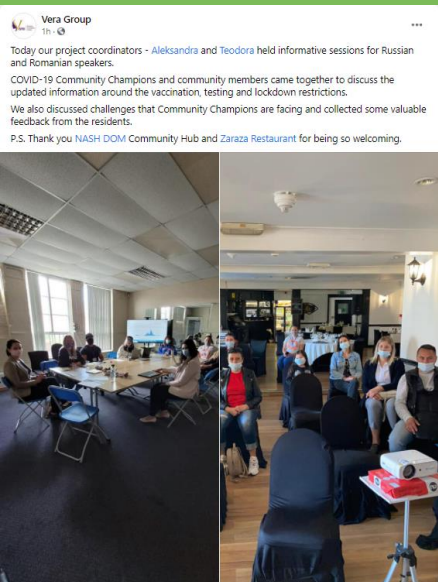 Vera Group
1h ·
Today our project coordinators - Aleksandra and Teodora held informative sessions for Russian
and Romanian speakers.
COVID-19 Community Champions and community members came together to discuss the
updated information around the vaccination, testing and lockdown restrictions.
We also discussed challenges that Community Champions are facing and collected some valuable
feedback from the residents.
P.S. Thank you NASH DOM Community Hub and Zaraza Restaurant for being so welcoming.